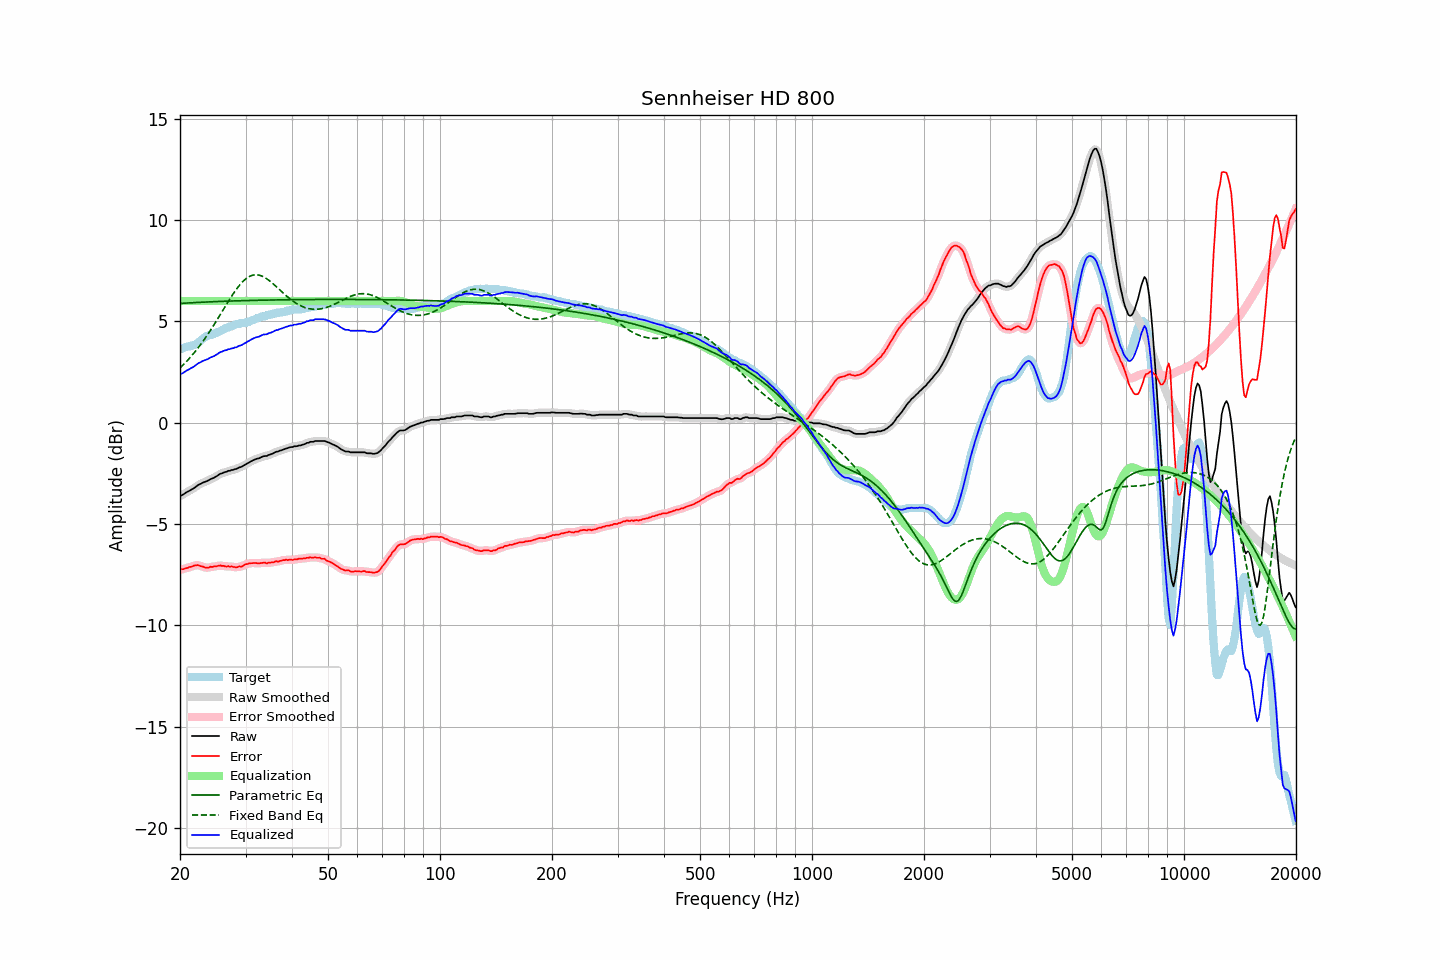 Sennheiser HD 800
Amplitude (dBr)
15
10
5
0
−5
−10
−15
−20
Target
Raw Smoothed
Error Smoothed
Raw
Error
Equalization
Parametric Eq
Fixed Band Eq
Equalized
20 50 100 200 500 1000 2000 5000 10000 20000
Frequency (Hz)